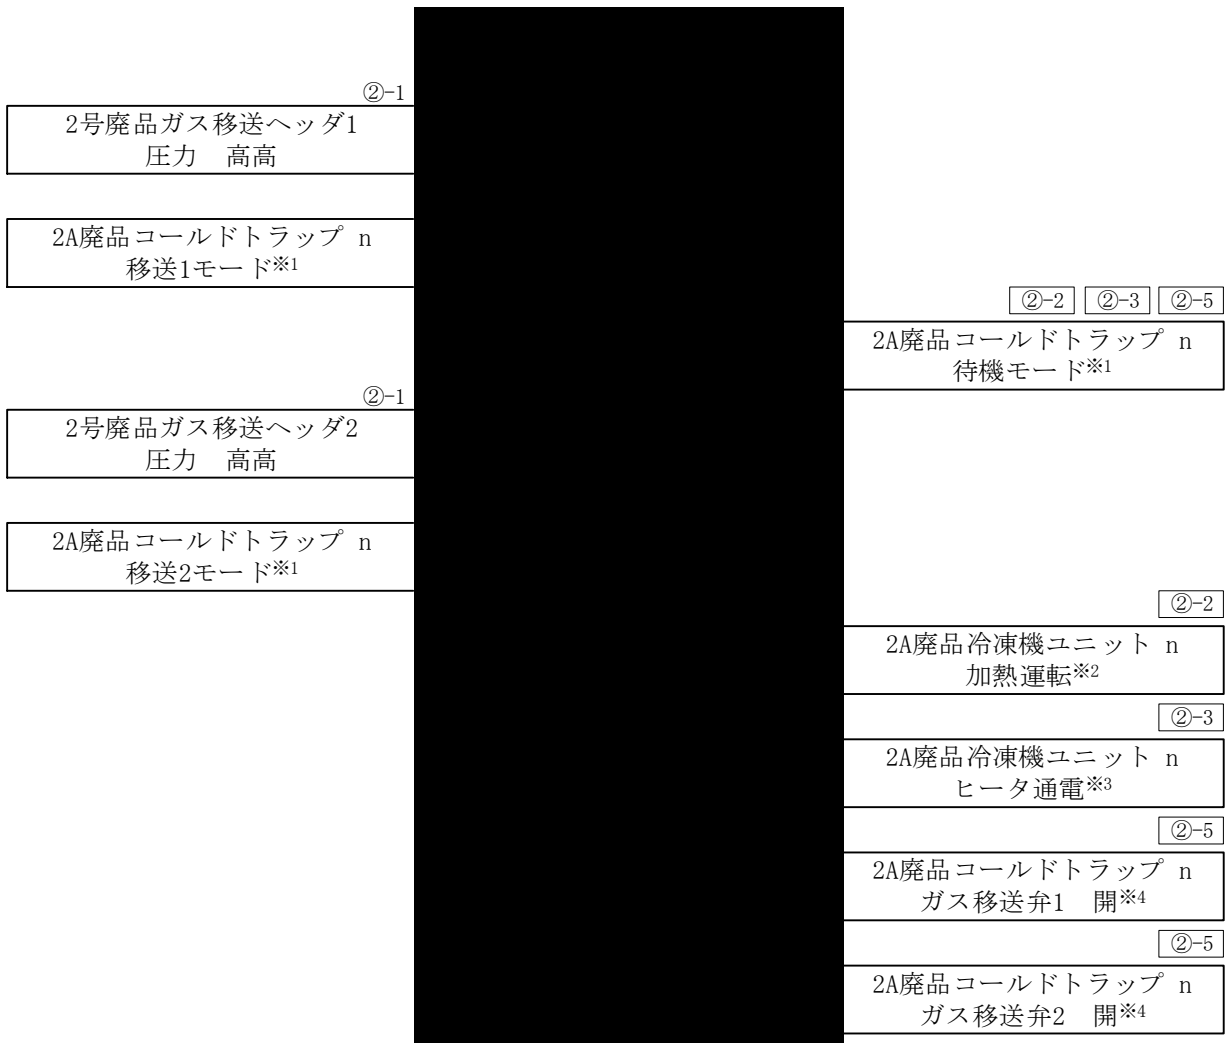 ②-1
2号廃品ガス移送ヘッダ1
圧力　高高
2A廃品コールドトラップ n
移送1モード※1
②-1
2号廃品ガス移送ヘッダ2
圧力　高高
2A廃品コールドトラップ n
移送2モード※1
②-2 ②-3 ②-5
2A廃品コールドトラップ n
待機モード※1
②-2
2A廃品冷凍機ユニット n
加熱運転※2
②-3
2A廃品冷凍機ユニット n
ヒータ通電※3
②-5
2A廃品コールドトラップ n
ガス移送弁1　開※4
②-5
2A廃品コールドトラップ n
ガス移送弁2　開※4